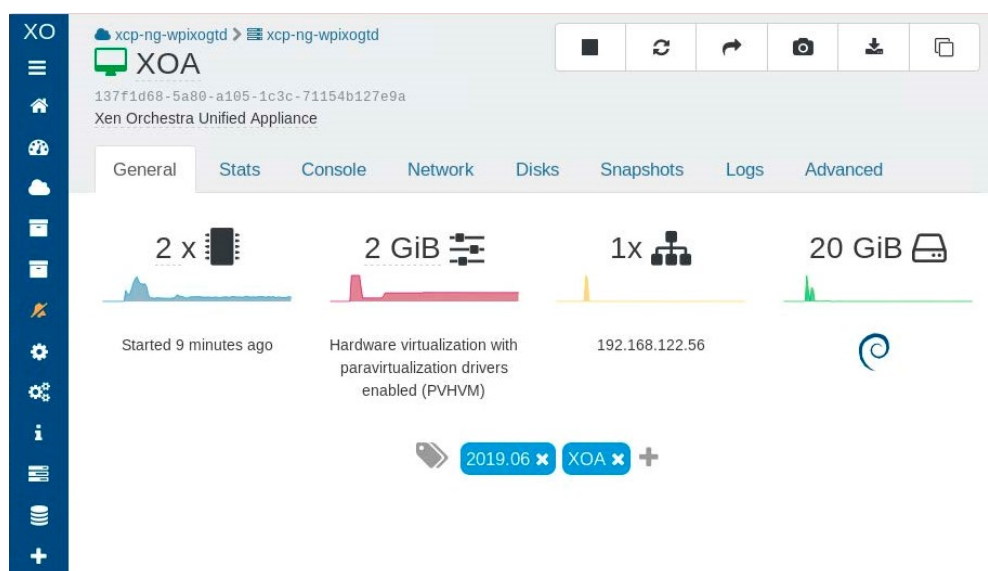 XO
xcp-ng-wpixogtd xcp-ng-wpixogtd
XOA
137f1d68-5a80-a105-1c3c-71154b127e9a
Xen Orchestra Unified Appliance
General Stats Console Network Disks Snapshots Logs Advanced
2 x 2 GiB 1x 20 GiB
Started 9 minutes ago
Hardware virtualization with
paravirtualization drivers
enabled (PVHVM)
192.168.122.56
2019.06 XOA